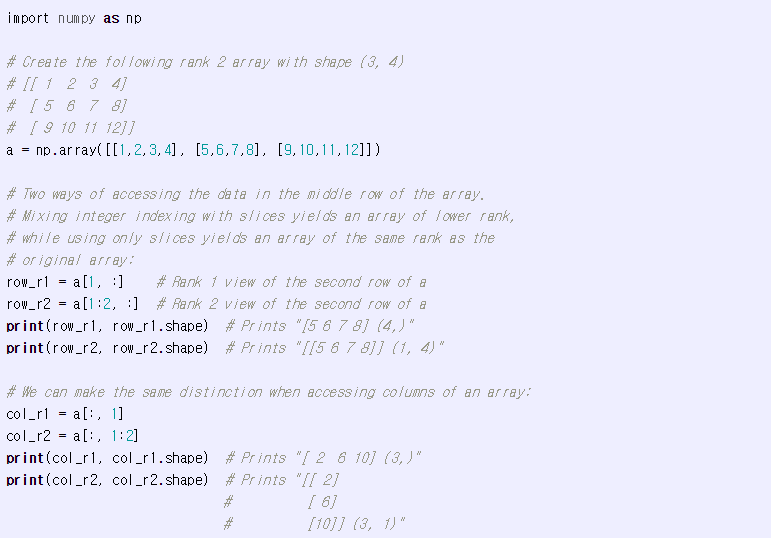 import numpy as np
# Create the following rank 2 array with shape (3, 4)
# [[ 1  2  3  4]
#  [ 5  6  7  8]
#  [ 9 10 11 12]]
a = np.array([[1,2,3,4], [5,6,7,8], [9,10,11,12]])
# Two ways of accessing the data in the middle row of the array.
# Mixing integer indexing with slices yields an array of lower rank,
# while using only slices yields an array of the same rank as the
# original array:
row_r1 = a[1, :]    # Rank 1 view of the second row of a
row_r2 = a[1:2, :]  # Rank 2 view of the second row of a
print(row_r1, row_r1.shape)  # Prints "[5 6 7 8] (4,)"
print(row_r2, row_r2.shape)  # Prints "[[5 6 7 8]] (1, 4)"
# We can make the same distinction when accessing columns of an array:
col_r1 = a[:, 1]
col_r2 = a[:, 1:2]
print(col_r1, col_r1.shape)  # Prints "[ 2  6 10] (3,)"
print(col_r2, col_r2.shape)  # Prints "[[ 2]
                             #          [ 6]
                             #          [10]] (3, 1)"